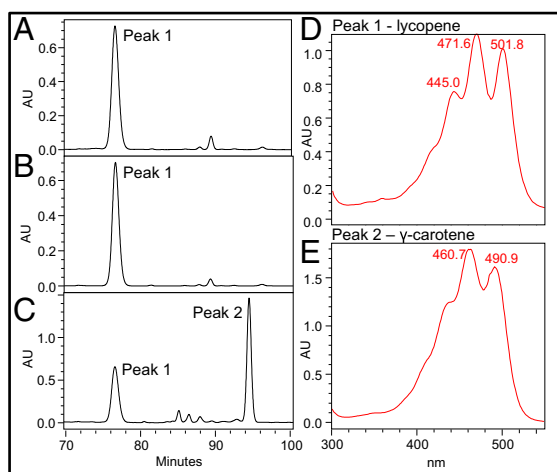 A
Peak 1
AU
0.6
0.4
0.2
0.0
B
Peak 1
AU
0.6
0.4
0.2
0.0
C
Peak 2
Peak 1
AU
1.5
1.0
0.5
0.0
70 80 90 100
Minutes
D Peak 1 - lycopene
471.6 501.8
445.0
AU
1.0
0.8
0.6
0.4
0.2
0.0
E Peak 2 – γ-carotene
460.7 490.9
AU
1.5
1.0
0.5
0.0
300 400 500
nm